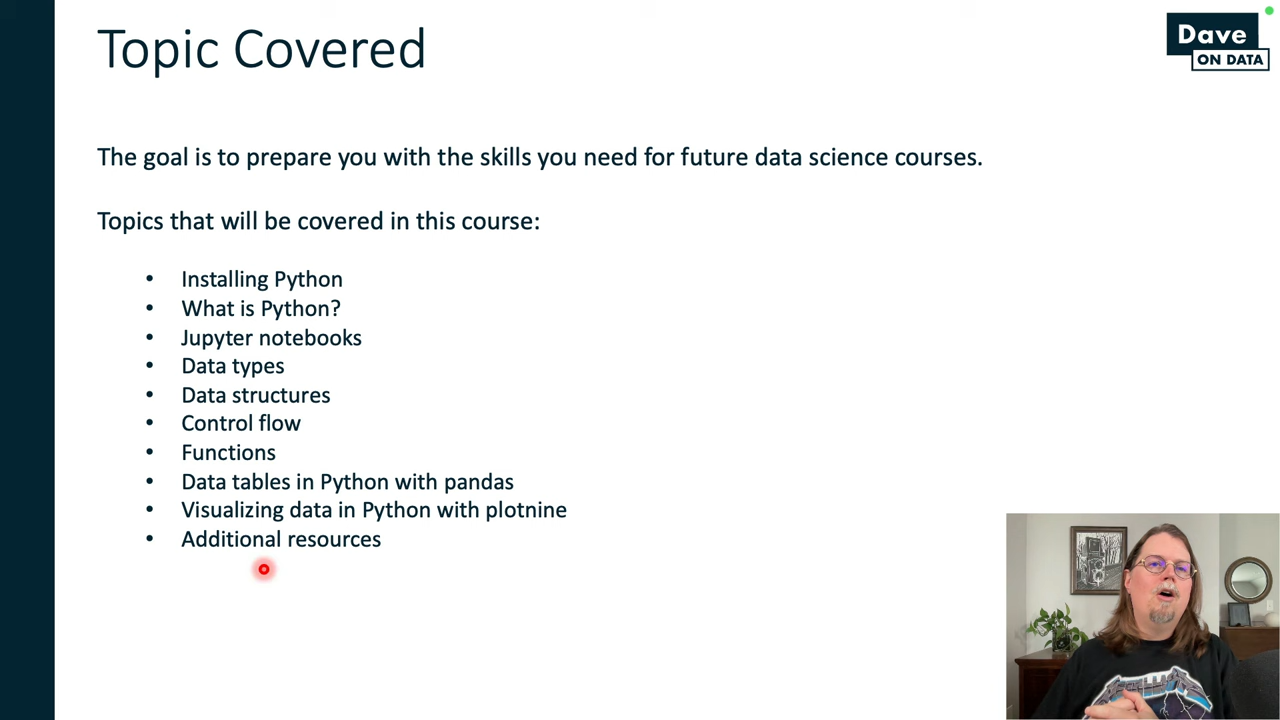 Topic Covered
Dave
ON DATA
The goal is to prepare you with the skills you need for future data science courses.
Topics that will be covered in this course:
• Installing Python
• What is Python?
• Jupyter notebooks
• Data types
• Data structures
• Control flow
• Functions
• Data tables in Python with pandas
• Visualizing data in Python with plotnine
• Additional resources